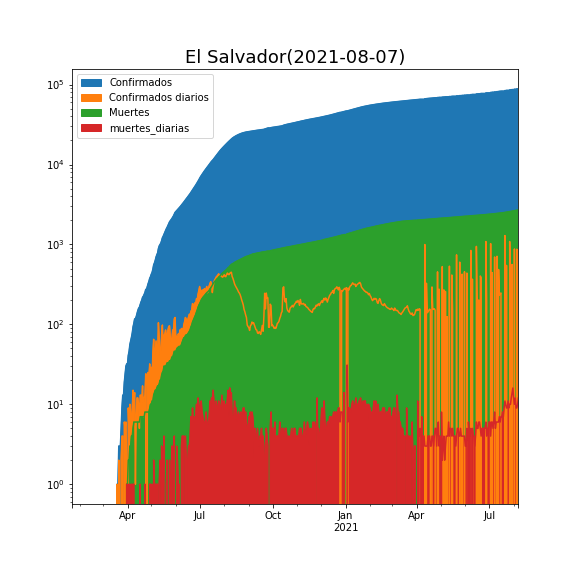 El Salvador(2021-08-07)
Confirmados
Confirmados diarios
Muertes
muertes_diarias
10⁵
10⁴
10³
10²
10¹
10⁰
Apr Jul Oct Jan Apr Jul
2021